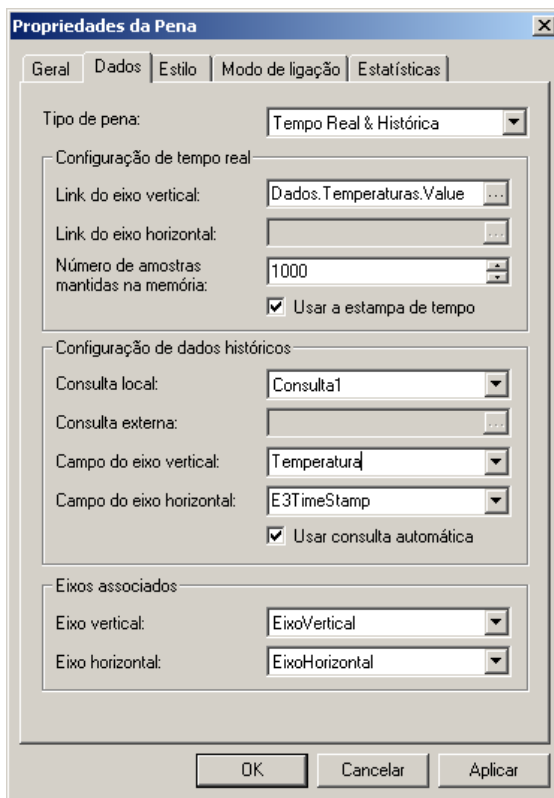 Propriedades da Pena
Geral Dados Estilo Modo de ligação Estatísticas
Tipo de pena: Tempo Real & Histórica
Configuração de tempo real
Link do eixo vertical: Dados.Temperaturas.Value ...
Link do eixo horizontal: ...
Número de amostras
mantidas na memória: 1000
Usar a estampa de tempo
Configuração de dados históricos
Consulta local: Consulta1
Consulta externa: ...
Campo do eixo vertical: Temperatura
Campo do eixo horizontal: E3TimeStamp
Usar consulta automática
Eixos associados
Eixo vertical: EixoVertical
Eixo horizontal: EixoHorizontal
OK Cancelar Aplicar